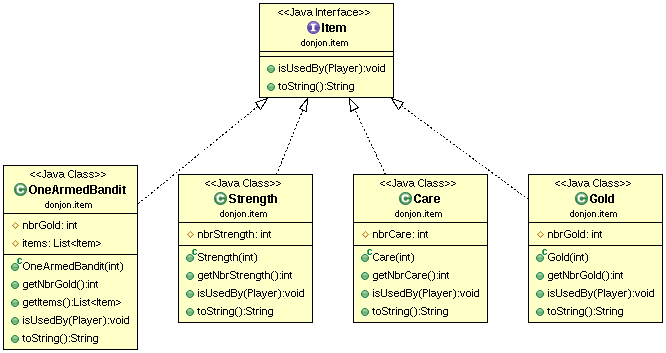 <<Java Interface>>
Item
donjon.item
isUsedBy(Player):void
toString():String
<<Java Class>>
OneArmedBandit
donjon.item
nbrGold: int
items: List<Item>
OneArmedBandit(int)
getNbrGold():int
getItems():List<Item>
isUsedBy(Player):void
toString():String
<<Java Class>>
Strength
donjon.item
nbrStrength: int
Strength(int)
getNbrStrength():int
isUsedBy(Player):void
toString():String
<<Java Class>>
Care
donjon.item
nbrCare: int
Care(int)
getNbrCare():int
isUsedBy(Player):void
toString():String
<<Java Class>>
Gold
donjon.item
nbrGold: int
Gold(int)
getNbrGold():int
isUsedBy(Player):void
toString():String